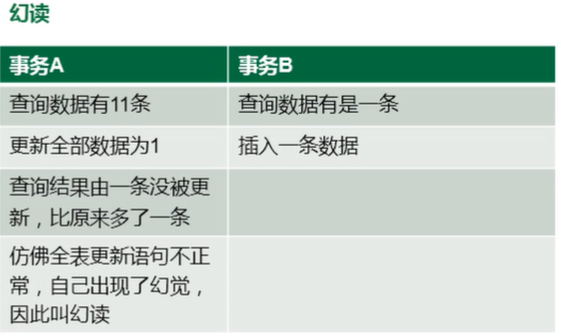 幻读
事务A 事务B
查询数据有11条 查询数据有是一条
更新全部数据为1 插入一条数据
查询结果由一条没被更
新，比原来多了一条
仿佛全表更新语句不正
常，自己出现了幻觉，
因此叫幻读